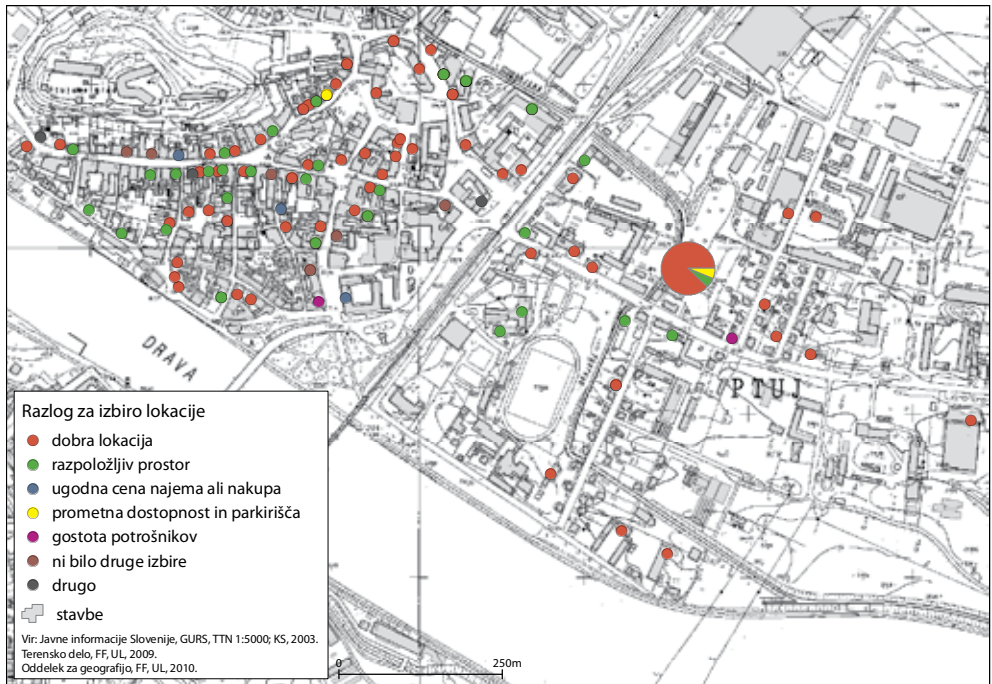 DRAVA
PTUJ
Razlog za izbiro lokacije
dobra lokacija
razpoložljiv prostor
ugodna cena najema ali nakupa
prometna dostopnost in parkirišča
gostota potrošnikov
ni bilo druge izbire
drugo
stavbe
Vir: Javne informacije Slovenije, GURS, TTN 1:5000; KS, 2003.
Terensko delo, FF, UL, 2009.
Oddelek za geografijo, FF, UL, 2010.
0 250m